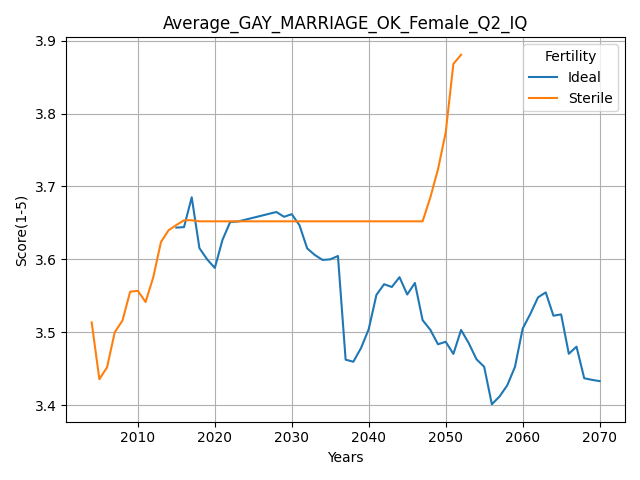 Average_GAY_MARRIAGE_OK_Female_Q2_IQ
3.9
3.8
3.7
3.6
3.5
3.4
Score(1-5)
Fertility
Ideal
Sterile
2010 2020 2030 2040 2050 2060 2070
Years